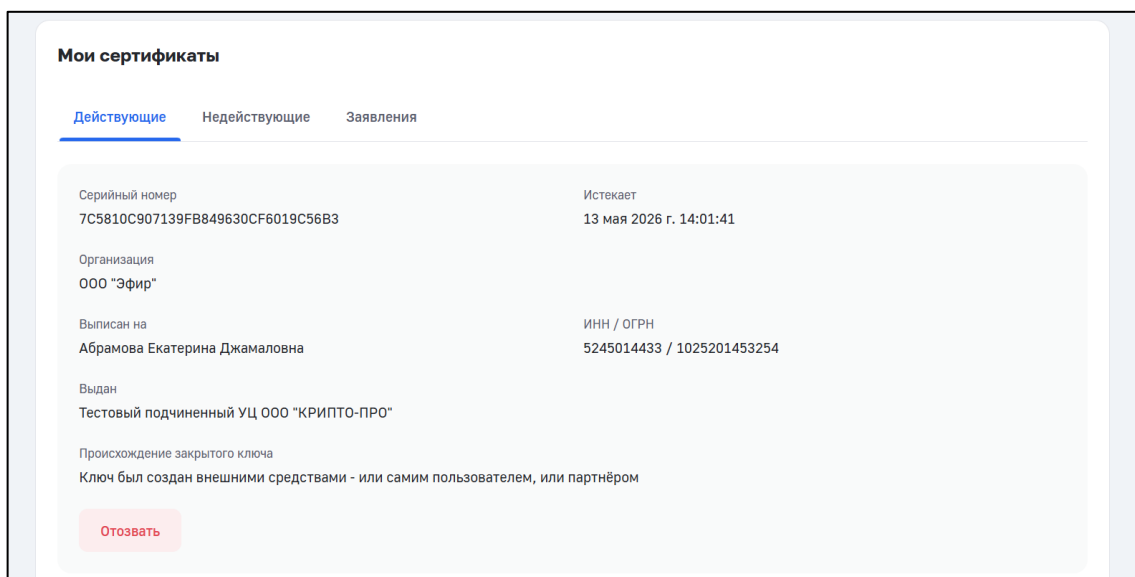 Мои сертификаты
Действующие Недействующие Заявления
Серийный номер Истекает
7C5810C907139FB849630CF6019C56B3 13 мая 2026 г. 14:01:41
Организация
ООО "Эфир"
Выписан на ИНН / ОГРН
Абрамова Екатерина Джамаловна 5245014433 / 1025201453254
Выдан
Тестовый подчиненный УЦ ООО "КРИПТО-ПРО"
Происхождение закрытого ключа
Ключ был создан внешними средствами - или самим пользователем, или партнёром
Отозвать